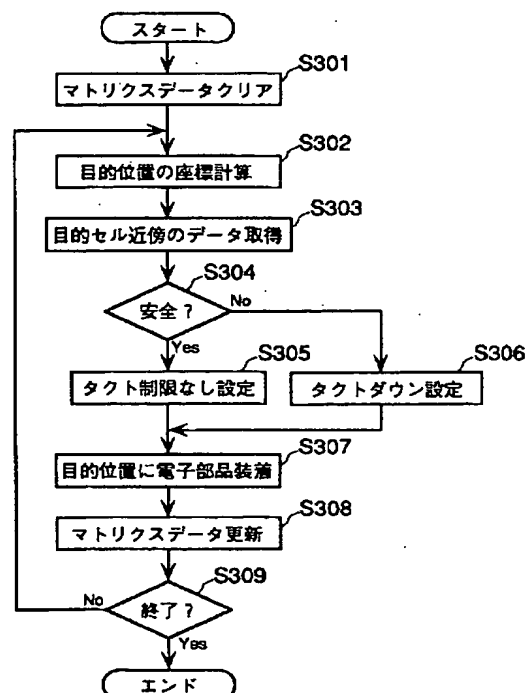 スタート
S301
マトリクスデータクリア
S302
目的位置の座標計算
S303
目的セル近傍のデータ取得
S304
安全？
No
Yes
S305
タクト制限なし設定
S306
タクトダウン設定
S307
目的位置に電子部品装着
S308
マトリクスデータ更新
S309
終了？
No
Yes
エンド